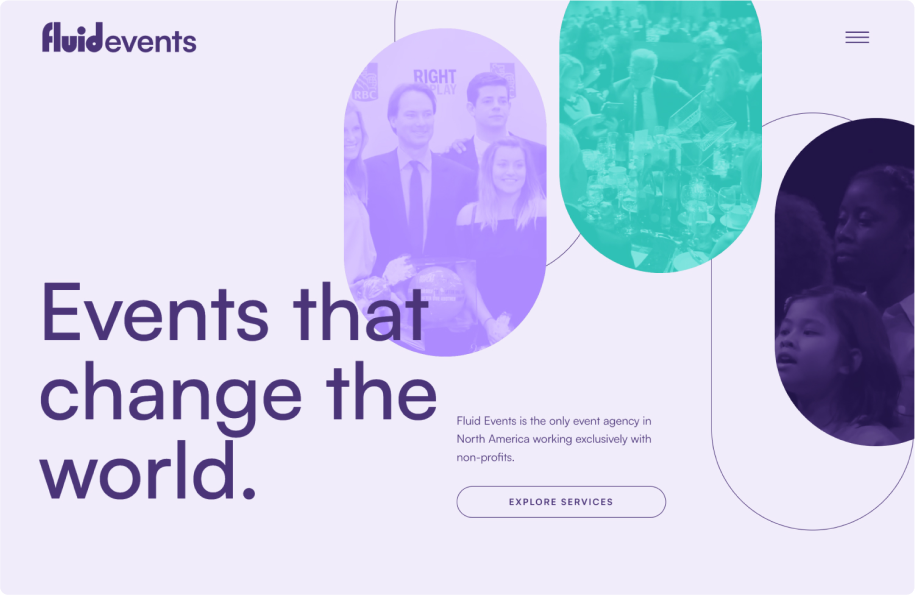 fluidevents
RBC
RIGHT
PLAY
Events that
change the
world.
Fluid Events is the only event agency in
North America working exclusively with
non-profits.
EXPLORE SERVICES